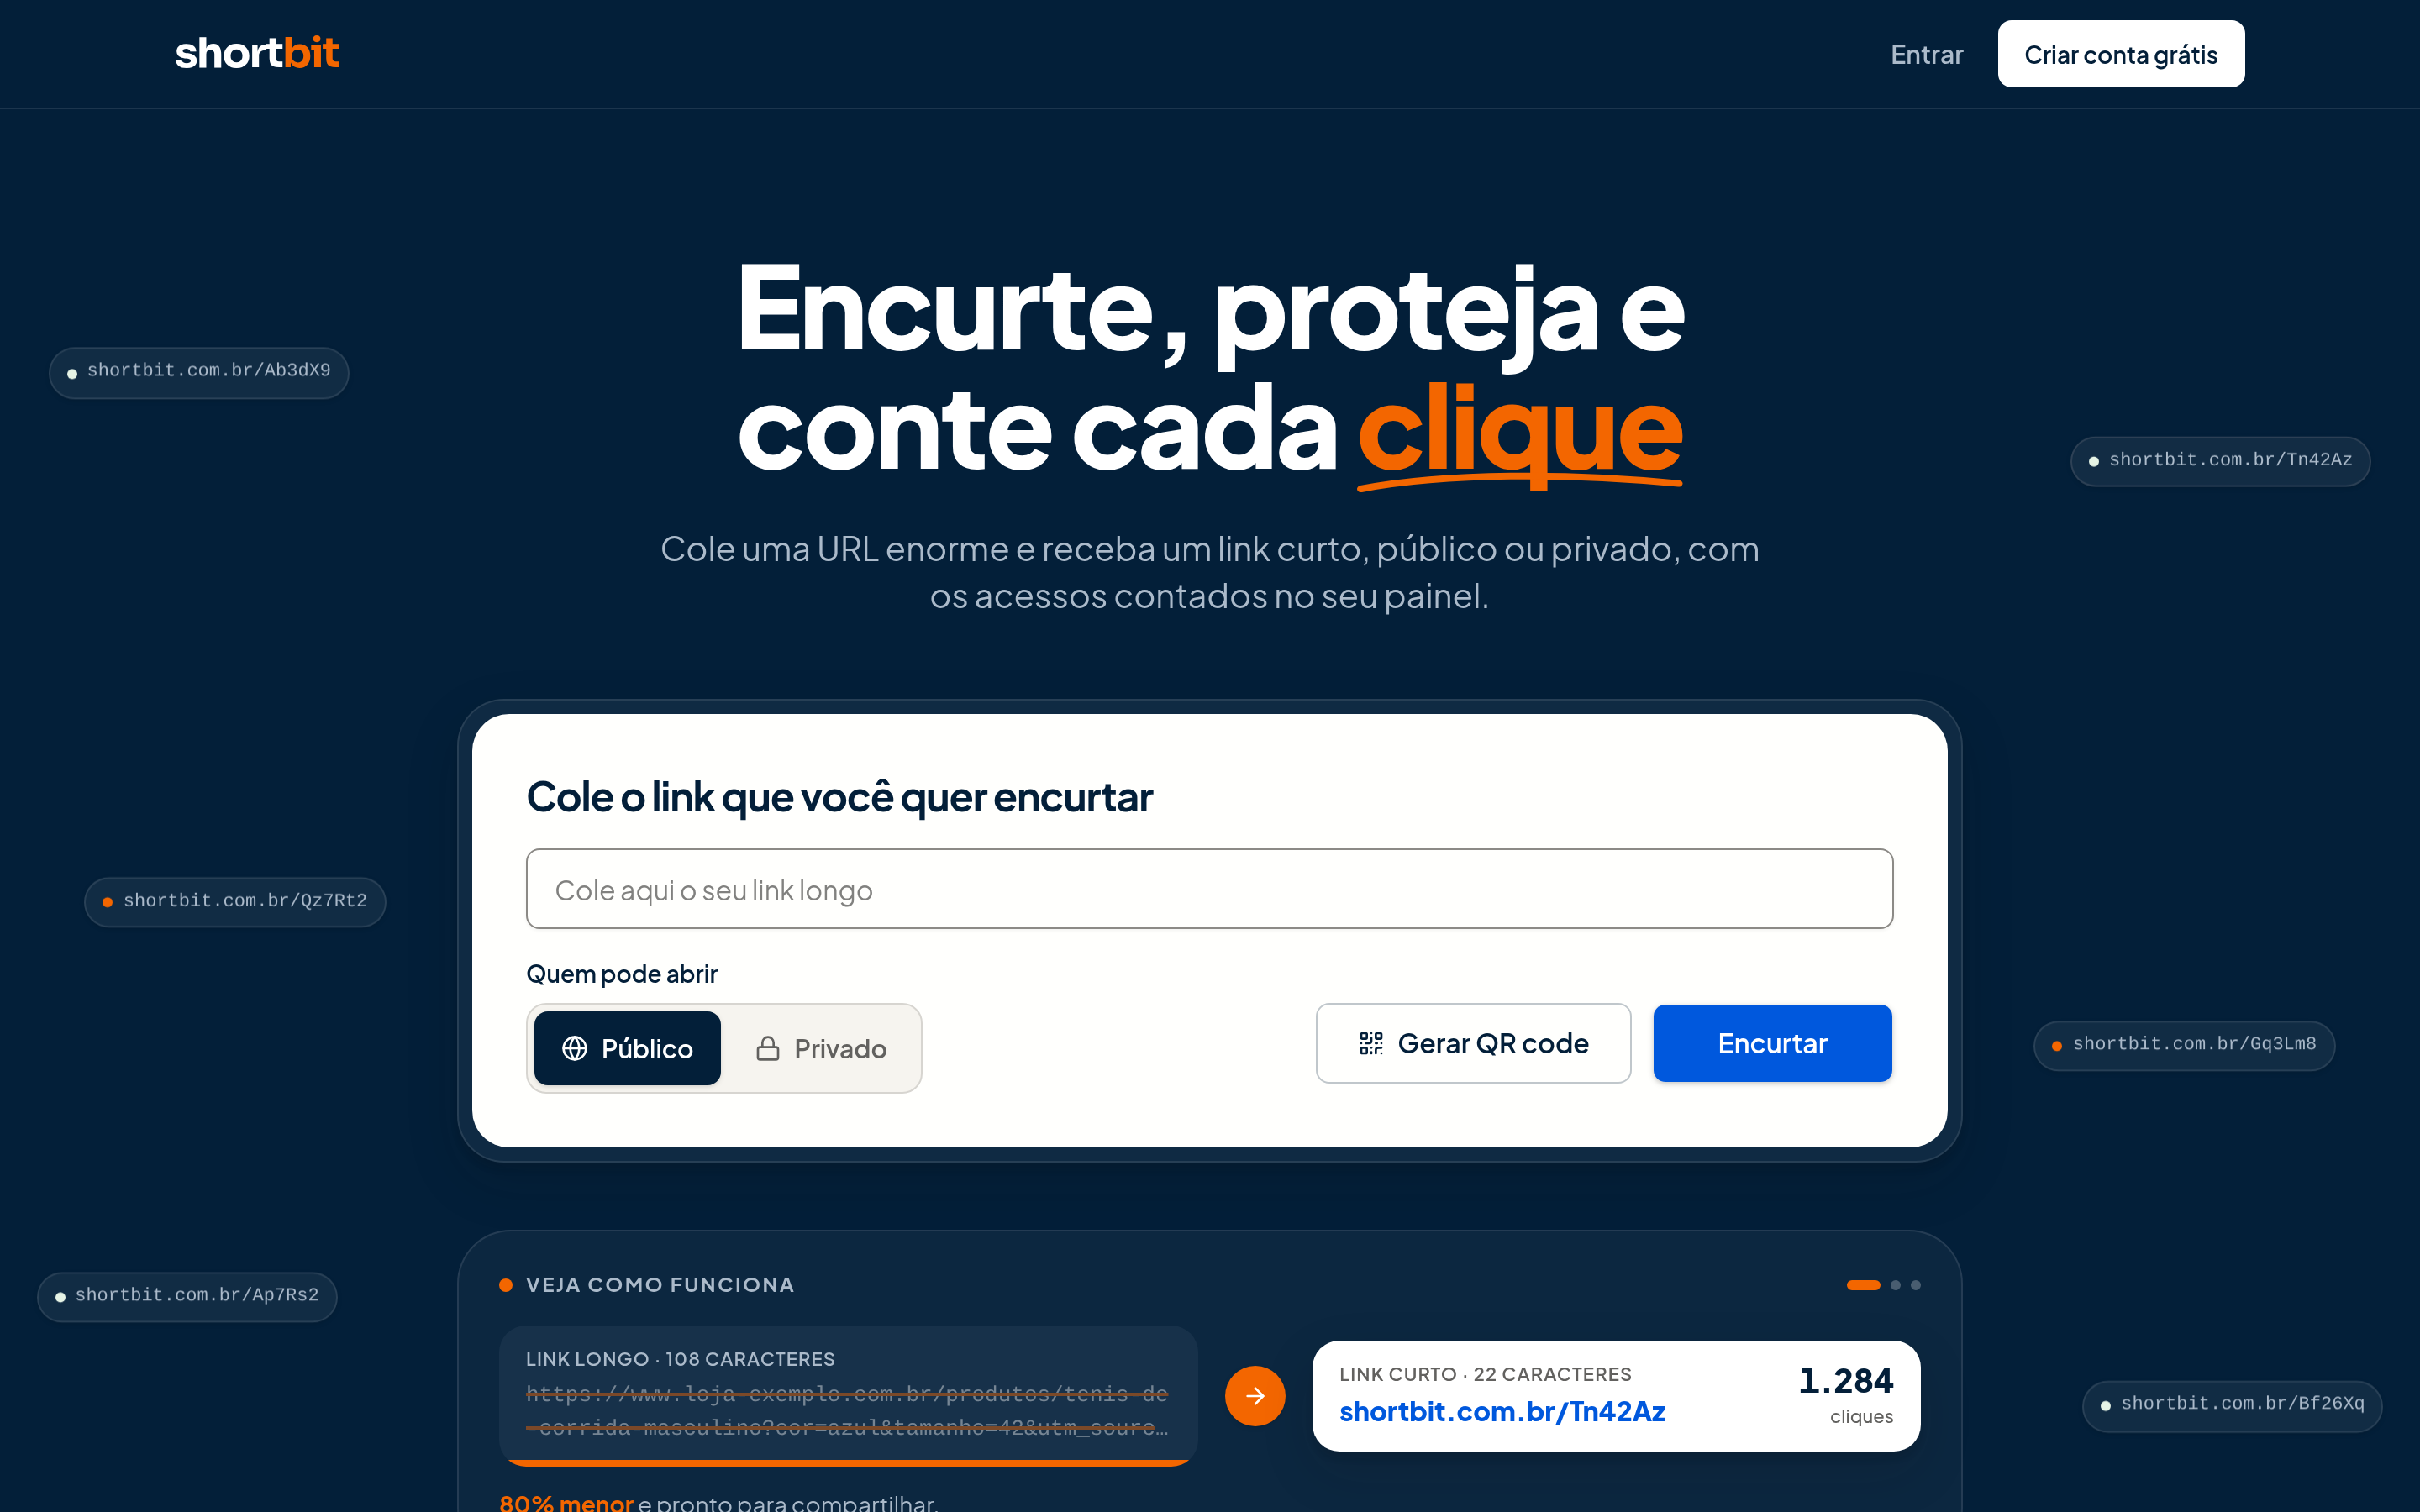 shortbit
Entrar
Criar conta grátis
Encurte, proteja e
conte cada clique
shortbit.com.br/Ab3dX9
shortbit.com.br/Tn42Az
Cole uma URL enorme e receba um link curto, público ou privado, com
os acessos contados no seu painel.
Cole o link que você quer encurtar
Cole aqui o seu link longo
shortbit.com.br/Qz7Rt2
Quem pode abrir
Público
Privado
Gerar QR code
Encurtar
shortbit.com.br/Gq3Lm8
VEJA COMO FUNCIONA
shortbit.com.br/Ap7Rs2
LINK LONGO · 108 CARACTERES
https://www.loja-exemplo.com.br/produtos/tenis-de
-corrida-masculino?cor=azul&tamanho=42&utm_sourc…
LINK CURTO · 22 CARACTERES
shortbit.com.br/Tn42Az
1.284
cliques
shortbit.com.br/Bf26Xq
80% menor e pronto para compartilhar.